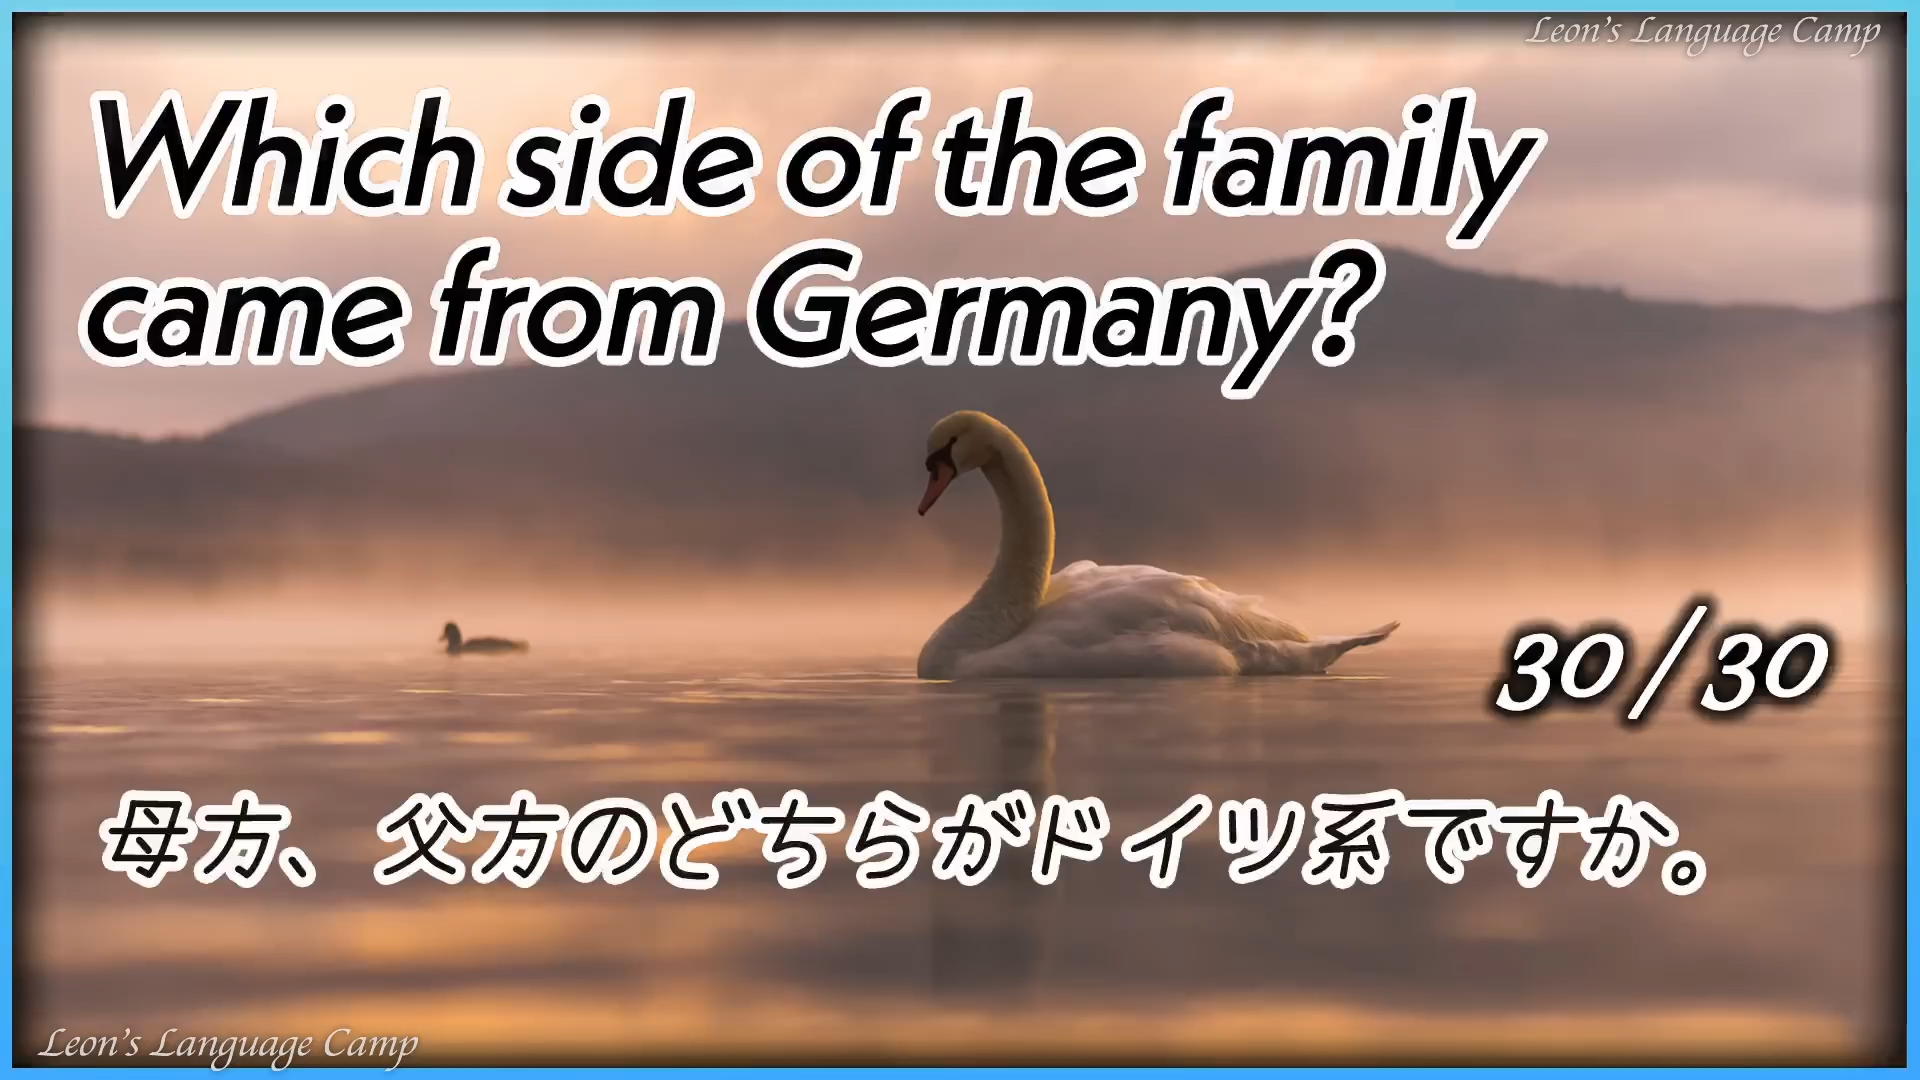 Leon's Language Camp
Which side of the family
came from Germany?
30/30
母方、父方のどちらがドイツ系ですか。
Leon's Language Camp